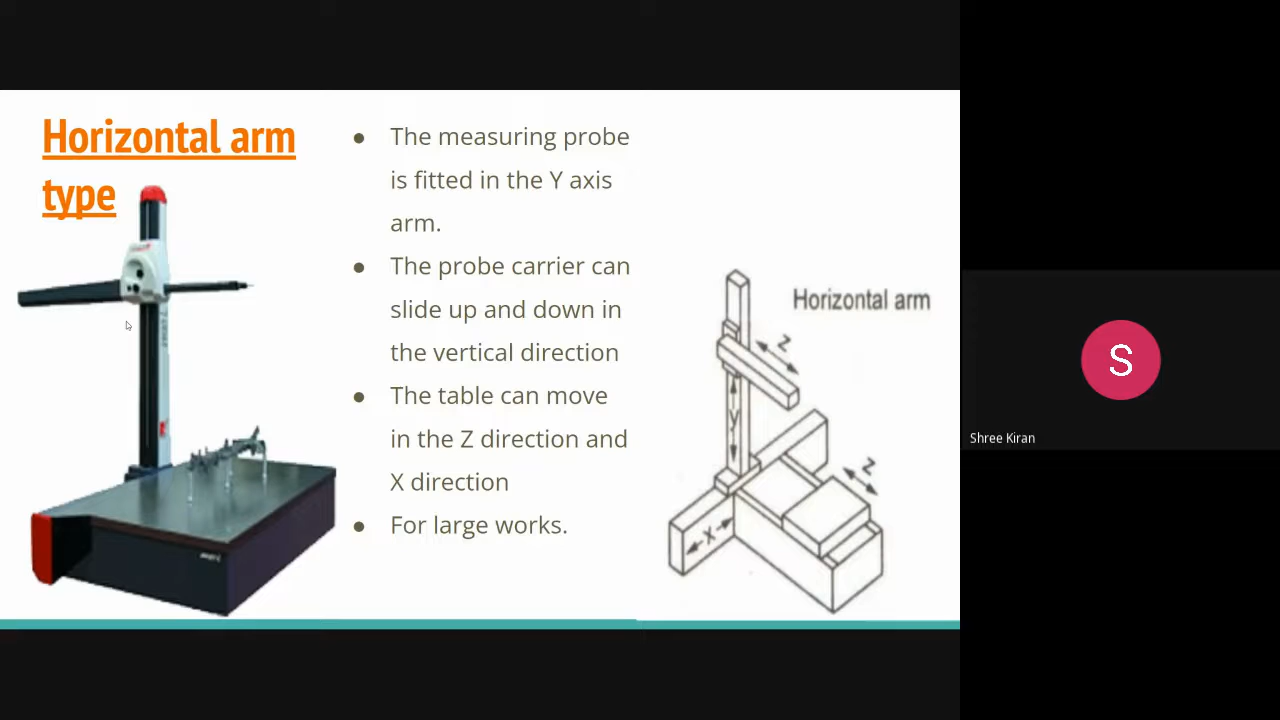 Horizontal arm
type
● The measuring probe
is fitted in the Y axis
arm.
● The probe carrier can
slide up and down in
the vertical direction
● The table can move
in the Z direction and
X direction
● For large works.
Horizontal arm
Z
y
Z
X
S
Shree Kiran